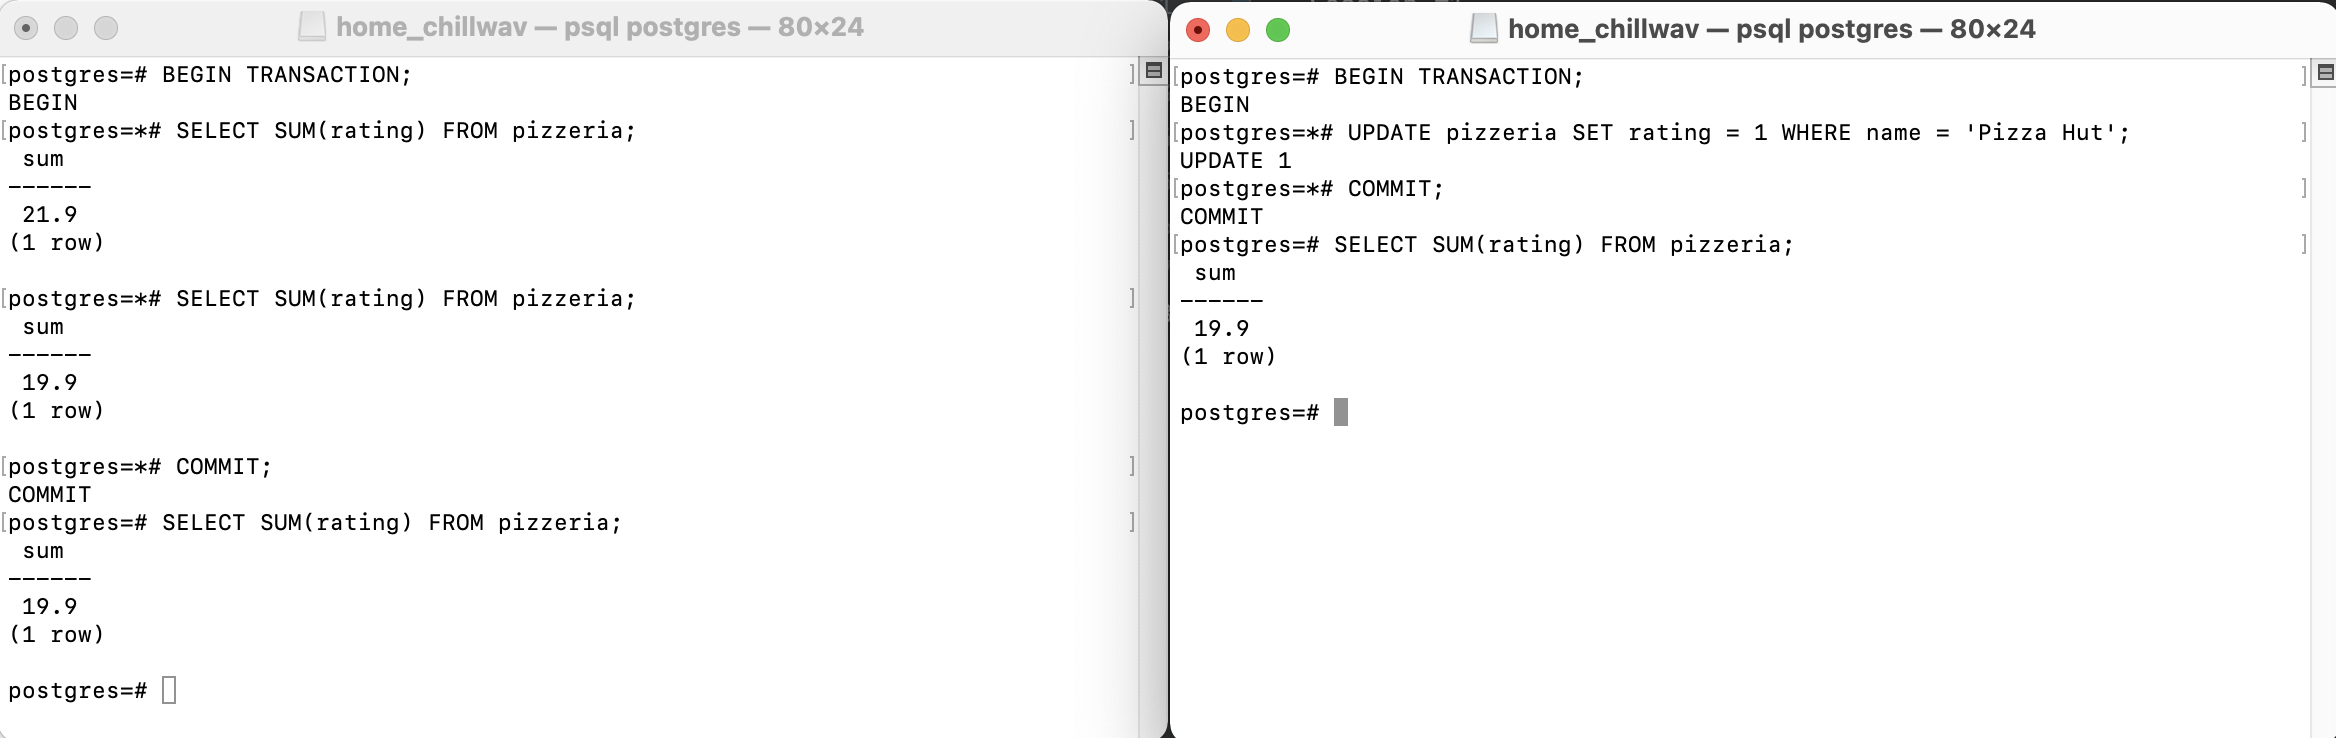 home_chillwav — psql postgres — 80×24
[postgres=# BEGIN TRANSACTION; ]
BEGIN
[postgres=*# SELECT SUM(rating) FROM pizzeria; ]
sum
------
21.9
(1 row)
[postgres=*# SELECT SUM(rating) FROM pizzeria; ]
sum
------
19.9
(1 row)
[postgres=*# COMMIT; ]
COMMIT
[postgres=# SELECT SUM(rating) FROM pizzeria; ]
sum
------
19.9
(1 row)
postgres=#
home_chillwav — psql postgres — 80×24
[postgres=# BEGIN TRANSACTION; ]
BEGIN
[postgres=*# UPDATE pizzeria SET rating = 1 WHERE name = 'Pizza Hut'; ]
UPDATE 1
[postgres=*# COMMIT; ]
COMMIT
[postgres=# SELECT SUM(rating) FROM pizzeria; ]
sum
------
19.9
(1 row)
postgres=#